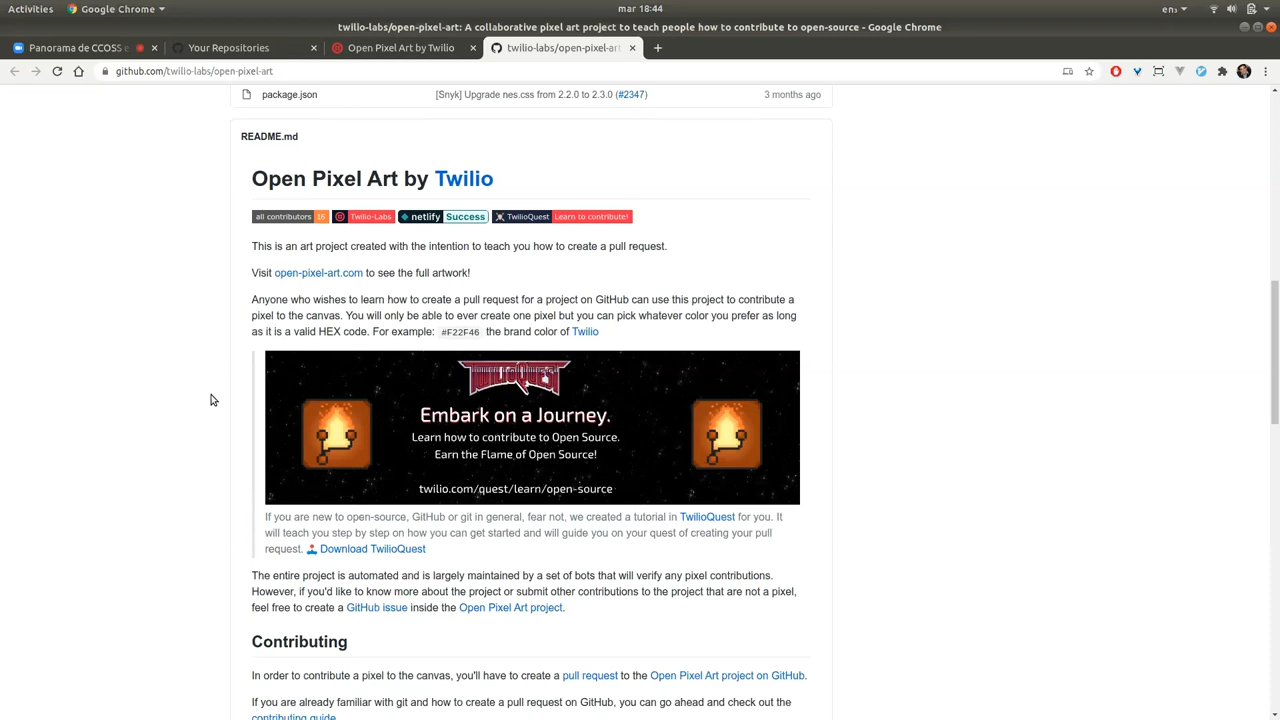 Activities Google Chrome mar 18:44 en₅
twilio-labs/open-pixel-art: A collaborative pixel art project to teach people how to contribute to open-source - Google Chrome
Panorama de CCOSS e Your Repositories Open Pixel Art by Twilio twilio-labs/open-pixel-art
github.com/twilio-labs/open-pixel-art
package.json [Snyk] Upgrade nes.css from 2.2.0 to 2.3.0 (#2347) 3 months ago
README.md
Open Pixel Art by Twilio
all contributors 16 Twilio-Labs netlify Success TwilioQuest Learn to contribute!
This is an art project created with the intention to teach you how to create a pull request.
Visit open-pixel-art.com to see the full artwork!
Anyone who wishes to learn how to create a pull request for a project on GitHub can use this project to contribute a
pixel to the canvas. You will only be able to ever create one pixel but you can pick whatever color you prefer as long
as it is a valid HEX code. For example: #F22F46 the brand color of Twilio
TWILIOQUEST
Embark on a Journey.
Learn how to contribute to Open Source.
Earn the Flame of Open Source!
twilio.com/quest/learn/open-source
If you are new to open-source, GitHub or git in general, fear not, we created a tutorial in TwilioQuest for you. It
will teach you step by step on how you can get started and will guide you on your quest of creating your pull
request. Download TwilioQuest
The entire project is automated and is largely maintained by a set of bots that will verify any pixel contributions.
However, if you'd like to know more about the project or submit other contributions to the project that are not a pixel,
feel free to create a GitHub issue inside the Open Pixel Art project.
Contributing
In order to contribute a pixel to the canvas, you'll have to create a pull request to the Open Pixel Art project on GitHub.
If you are already familiar with git and how to create a pull request on GitHub, you can go ahead and check out the
contributing guide.